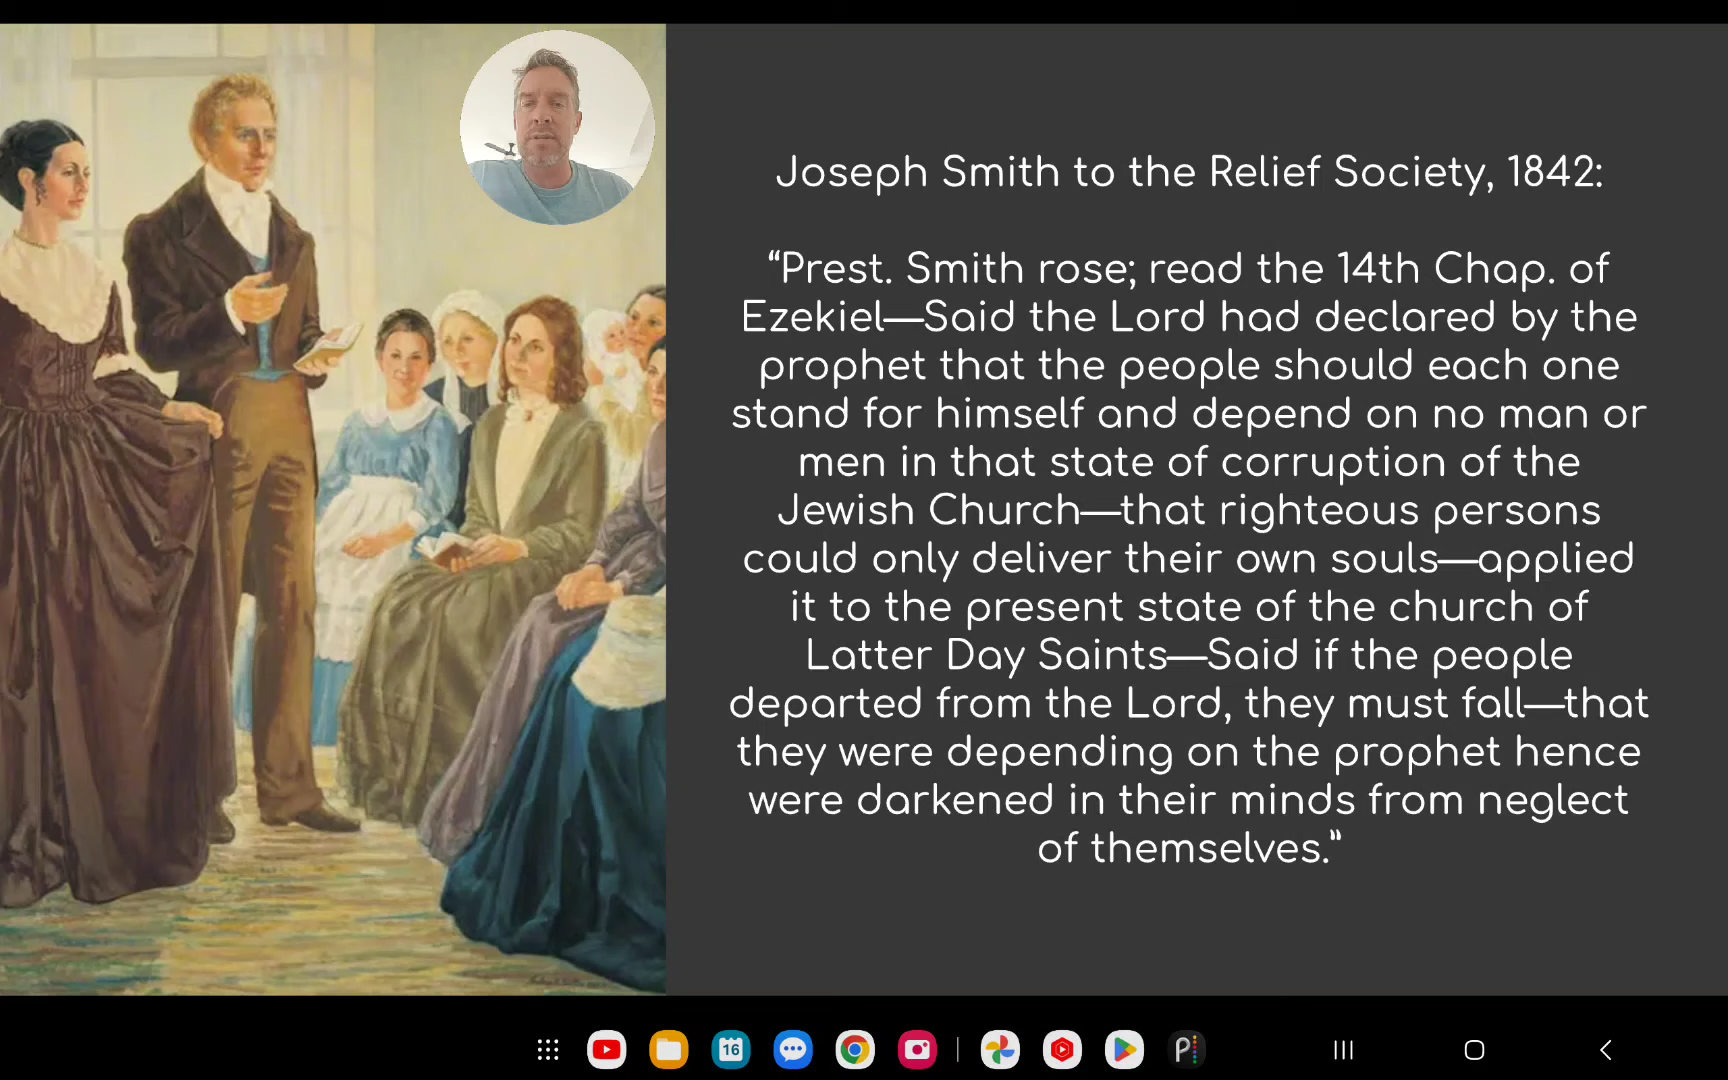 Joseph Smith to the Relief Society, 1842:
“Prest. Smith rose; read the 14th Chap. of
Ezekiel—Said the Lord had declared by the
prophet that the people should each one
stand for himself and depend on no man or
men in that state of corruption of the
Jewish Church—that righteous persons
could only deliver their own souls—applied
it to the present state of the church of
Latter Day Saints—Said if the people
departed from the Lord, they must fall—that
they were depending on the prophet hence
were darkened in their minds from neglect
of themselves.”
16